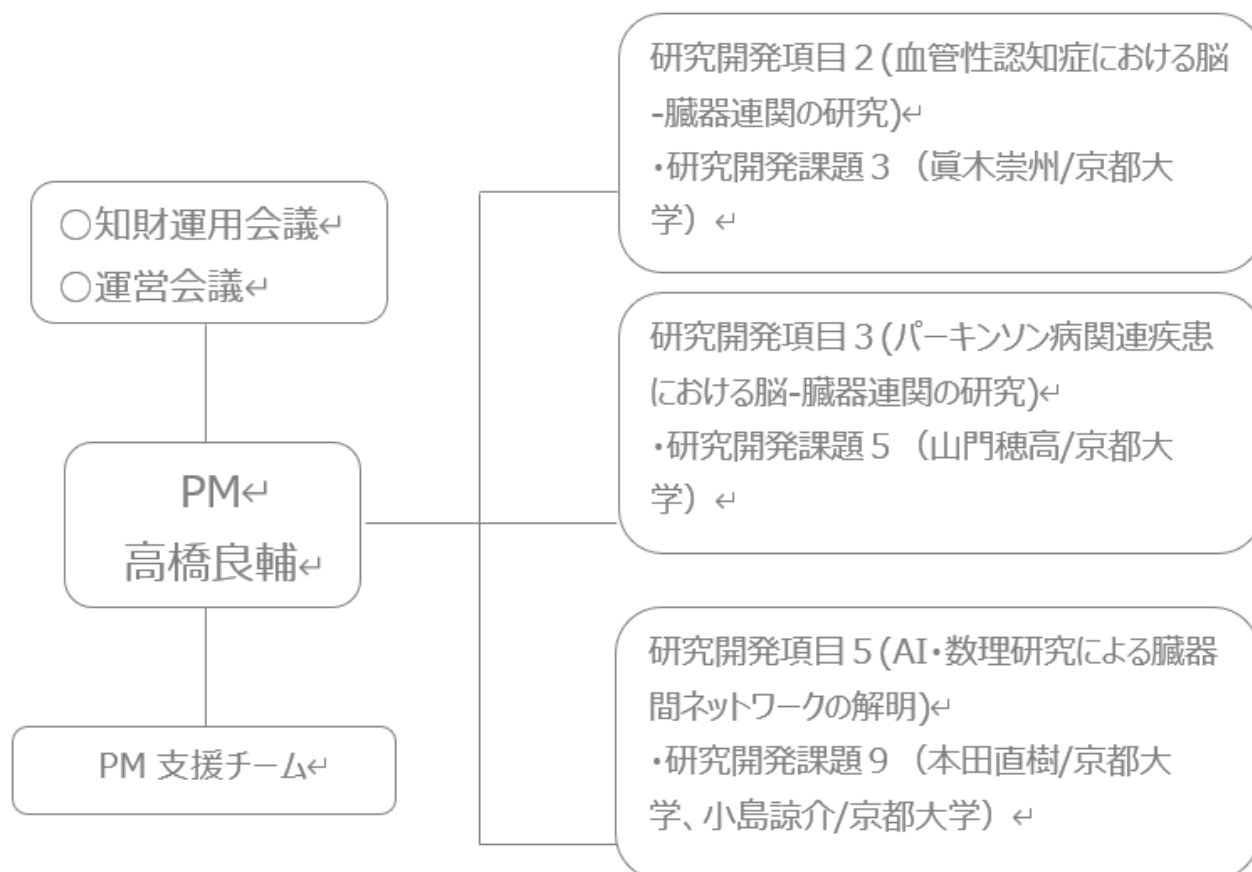 ○知財運用会議↵
○運営会議↵
PM↵
高橋良輔↵
PM 支援チーム↵
研究開発項目２(血管性認知症における脳
-臓器連関の研究)↵
・研究開発課題３ （眞木崇州/京都大
学） ↵
研究開発項目３(パーキンソン病関連疾患
における脳-臓器連関の研究)↵
・研究開発課題５ （山門穂高/京都大
学） ↵
研究開発項目５(AI・数理研究による臓器
間ネットワークの解明)↵
・研究開発課題９ （本田直樹/京都大
学、小島諒介/京都大学） ↵